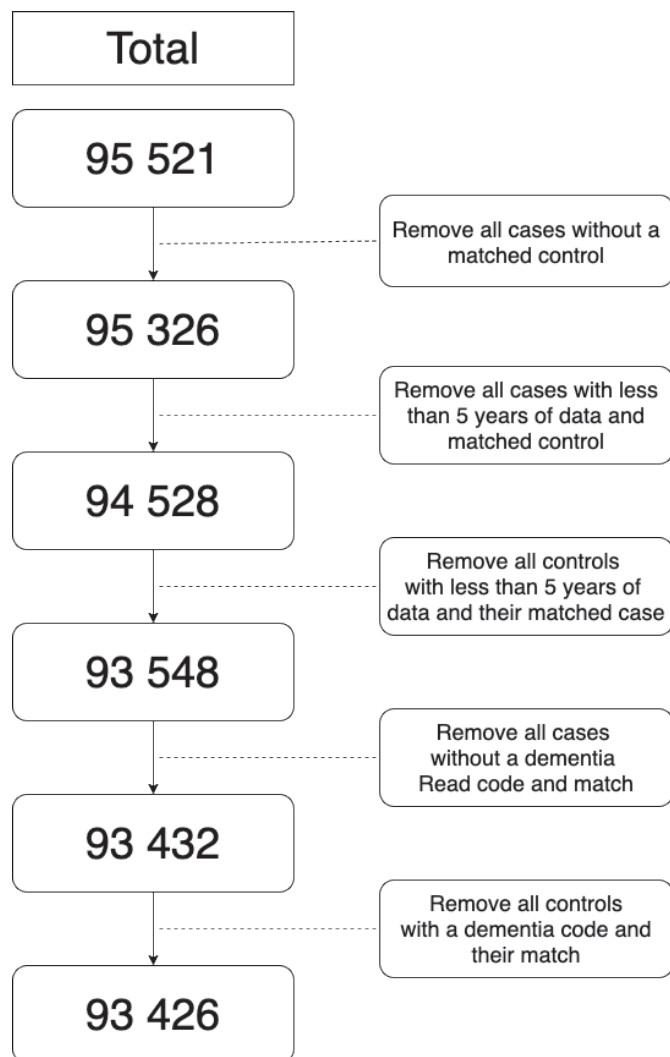 Total
95 521
Remove all cases without a
matched control
95 326
Remove all cases with less
than 5 years of data and
matched control
94 528
Remove all controls
with less than 5 years of
data and their matched case
93 548
Remove all cases
without a dementia
Read code and match
93 432
Remove all controls
with a dementia code and
their match
93 426